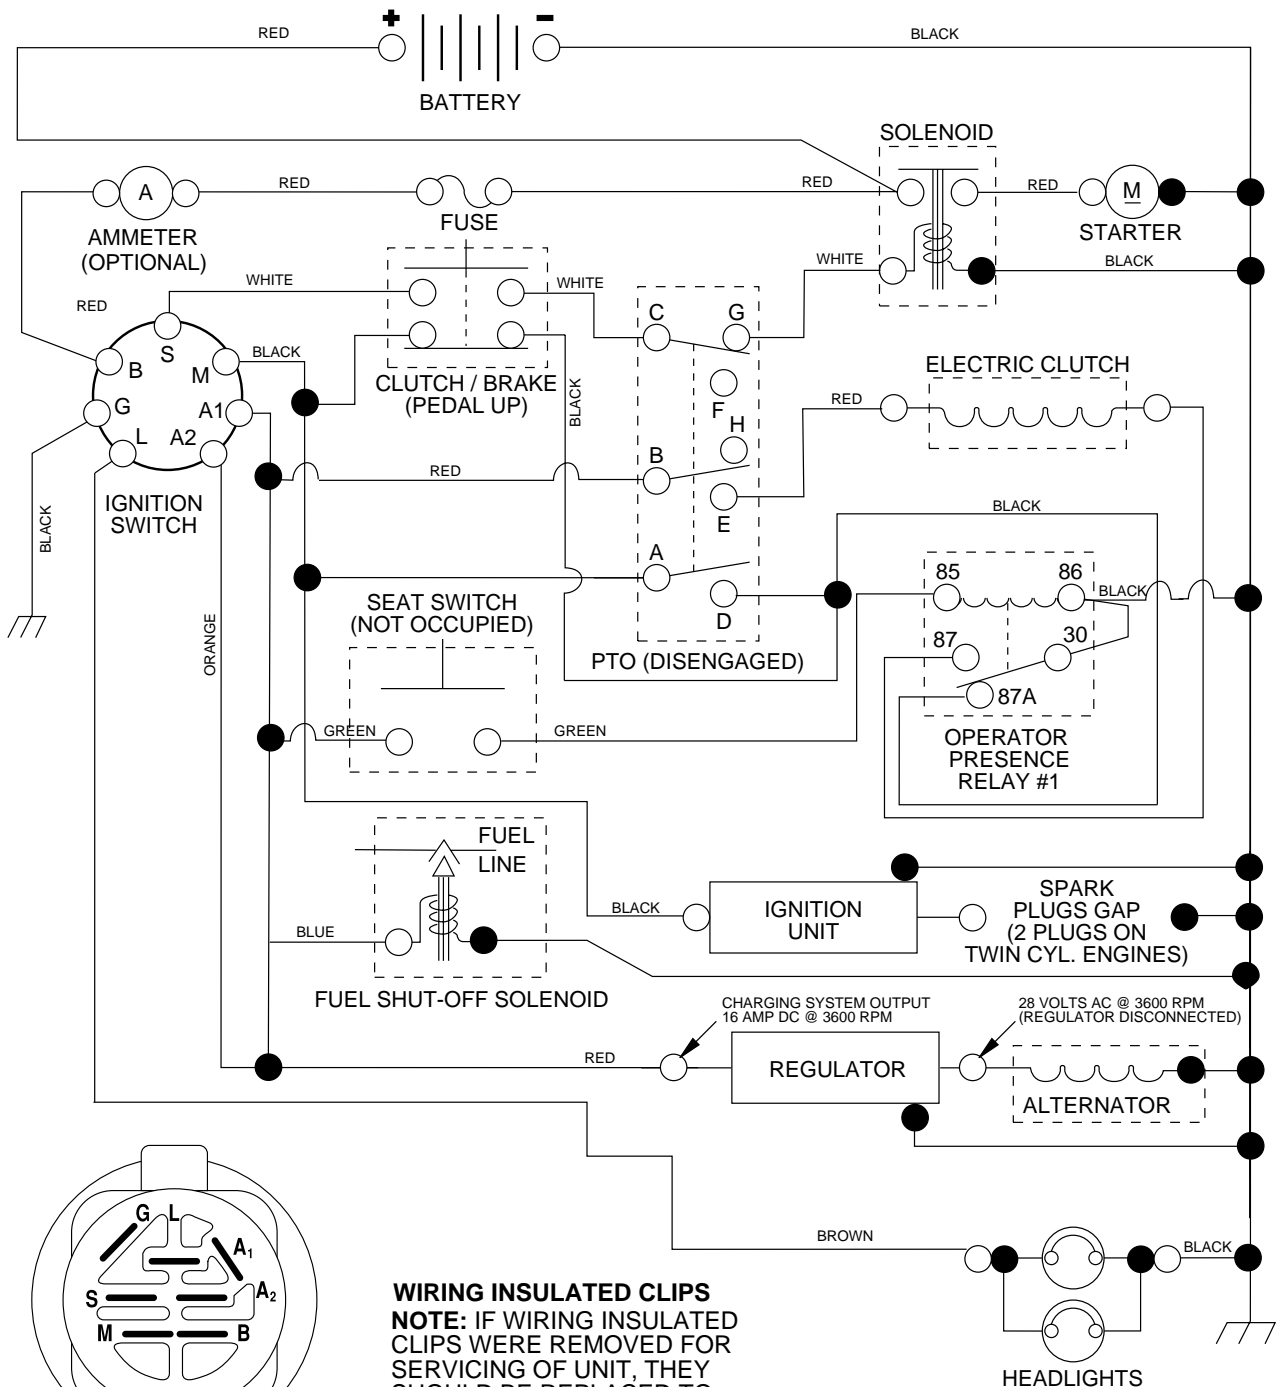 + -
RED
BLACK
BATTERY
SOLENOID
A
RED
RED
RED
M
FUSE
AMMETER
(OPTIONAL)
STARTER
WHITE
BLACK
WHITE
WHITE
RED
S
B
M
G
A1
L
A2
BLACK
CLUTCH / BRAKE
(PEDAL UP)
BLACK
C
G
F
H
B
E
A
D
ELECTRIC CLUTCH
RED
RED
IGNITION
SWITCH
BLACK
BLACK
ORANGE
SEAT SWITCH
(NOT OCCUPIED)
PTO (DISENGAGED)
85
86
BLACK
87
30
87A
GREEN
GREEN
OPERATOR
PRESENCE
RELAY #1
FUEL
LINE
BLUE
FUEL SHUT-OFF SOLENOID
BLACK
IGNITION
UNIT
SPARK
PLUGS GAP
(2 PLUGS ON
TWIN CYL. ENGINES)
CHARGING SYSTEM OUTPUT
16 AMP DC @ 3600 RPM
28 VOLTS AC @ 3600 RPM
(REGULATOR DISCONNECTED)
RED
REGULATOR
ALTERNATOR
BROWN
BLACK
HEADLIGHTS
G L
A1
A2
S
M
B
WIRING INSULATED CLIPS
NOTE: IF WIRING INSULATED
CLIPS WERE REMOVED FOR
SERVICING OF UNIT, THEY
SHOULD BE REPLACED TO